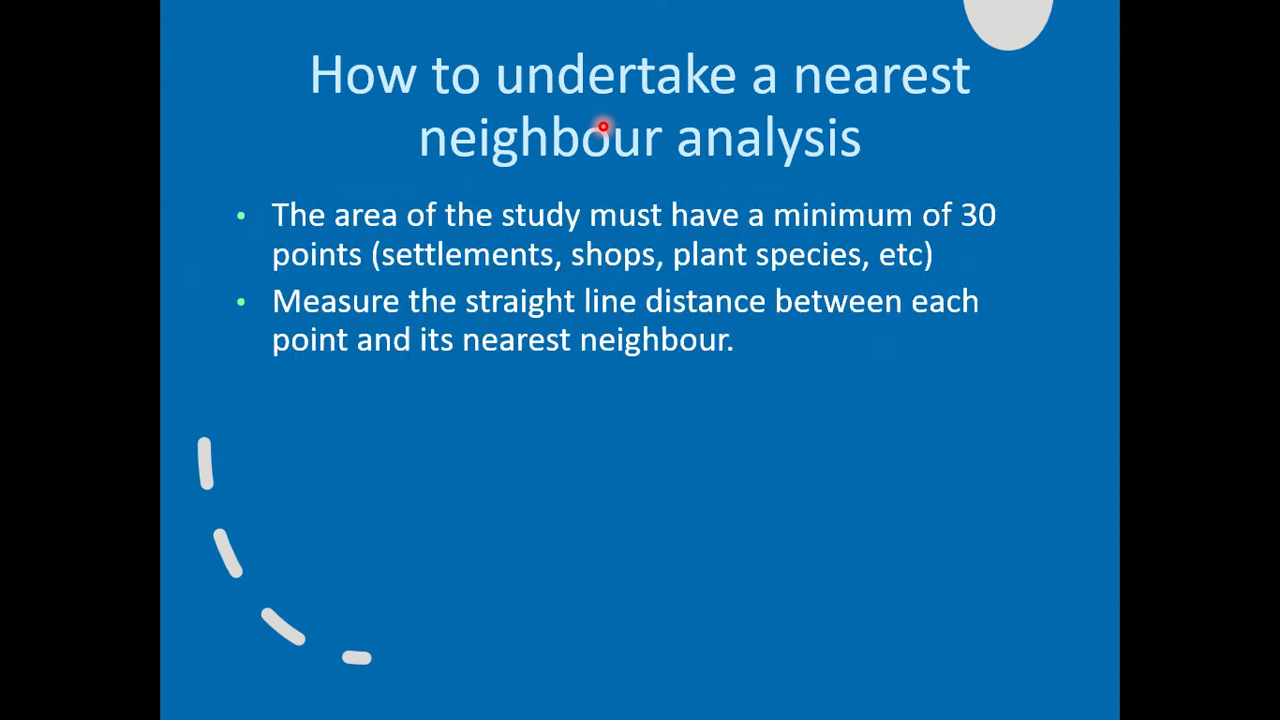 How to undertake a nearest
neighbour analysis
• The area of the study must have a minimum of 30
points (settlements, shops, plant species, etc)
• Measure the straight line distance between each
point and its nearest neighbour.